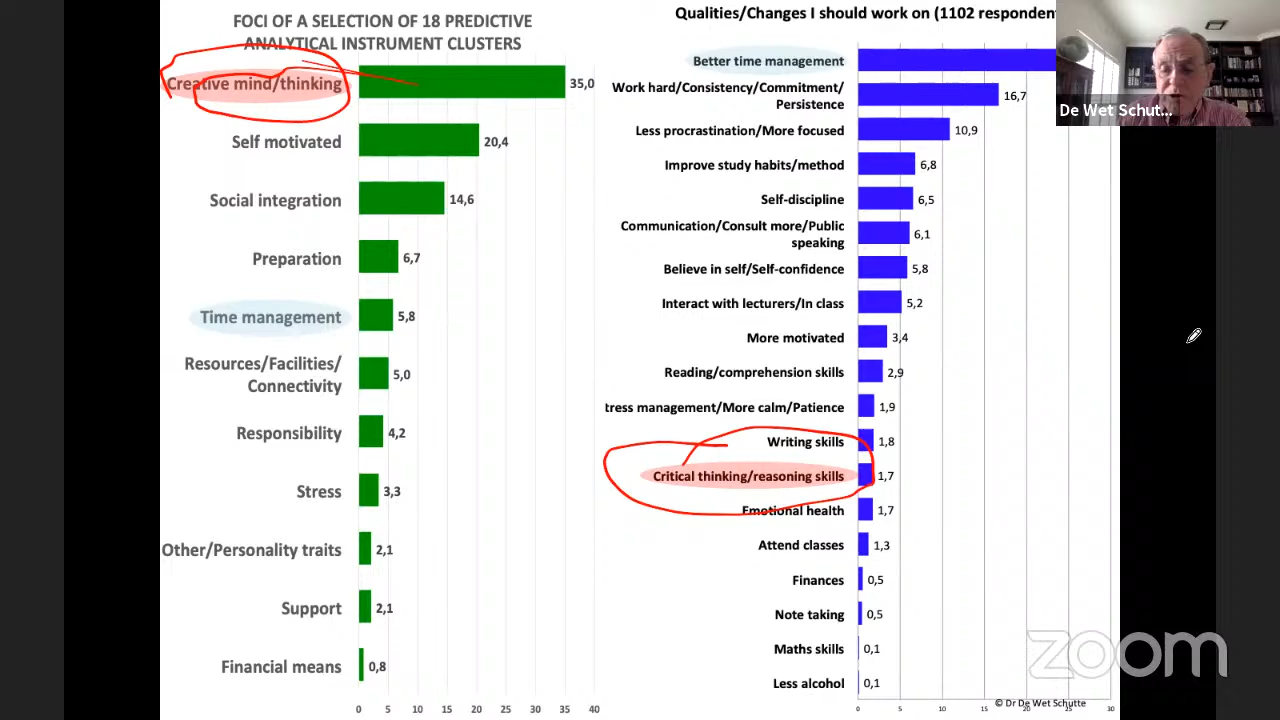 FOCI OF A SELECTION OF 18 PREDICTIVE
ANALYTICAL INSTRUMENT CLUSTERS
Creative mind/thinking 35,0
Self motivated 20,4
Social integration 14,6
Preparation 6,7
Time management 5,8
Resources/Facilities/
Connectivity 5,0
Responsibility 4,2
Stress 3,3
Other/Personality traits 2,1
Support 2,1
Financial means 0,8
0 5 10 15 20 25 30 35 40
Qualities/Changes I should work on (1102 respondent
Better time management
Work hard/Consistency/Commitment/
Persistence 16,7
Less procrastination/More focused 10,9
Improve study habits/method 6,8
Self-discipline 6,5
Communication/Consult more/Public
speaking 6,1
Believe in self/Self-confidence 5,8
Interact with lecturers/In class 5,2
More motivated 3,4
Reading/comprehension skills 2,9
tress management/More calm/Patience 1,9
Writing skills 1,8
Critical thinking/reasoning skills 1,7
Emotional health 1,7
Attend classes 1,3
Finances 0,5
Note taking 0,5
Maths skills 0,1
Less alcohol 0,1
© Dr De Wet Schutte
0 5 10 15 20 25 30
De Wet Schut...
zoom